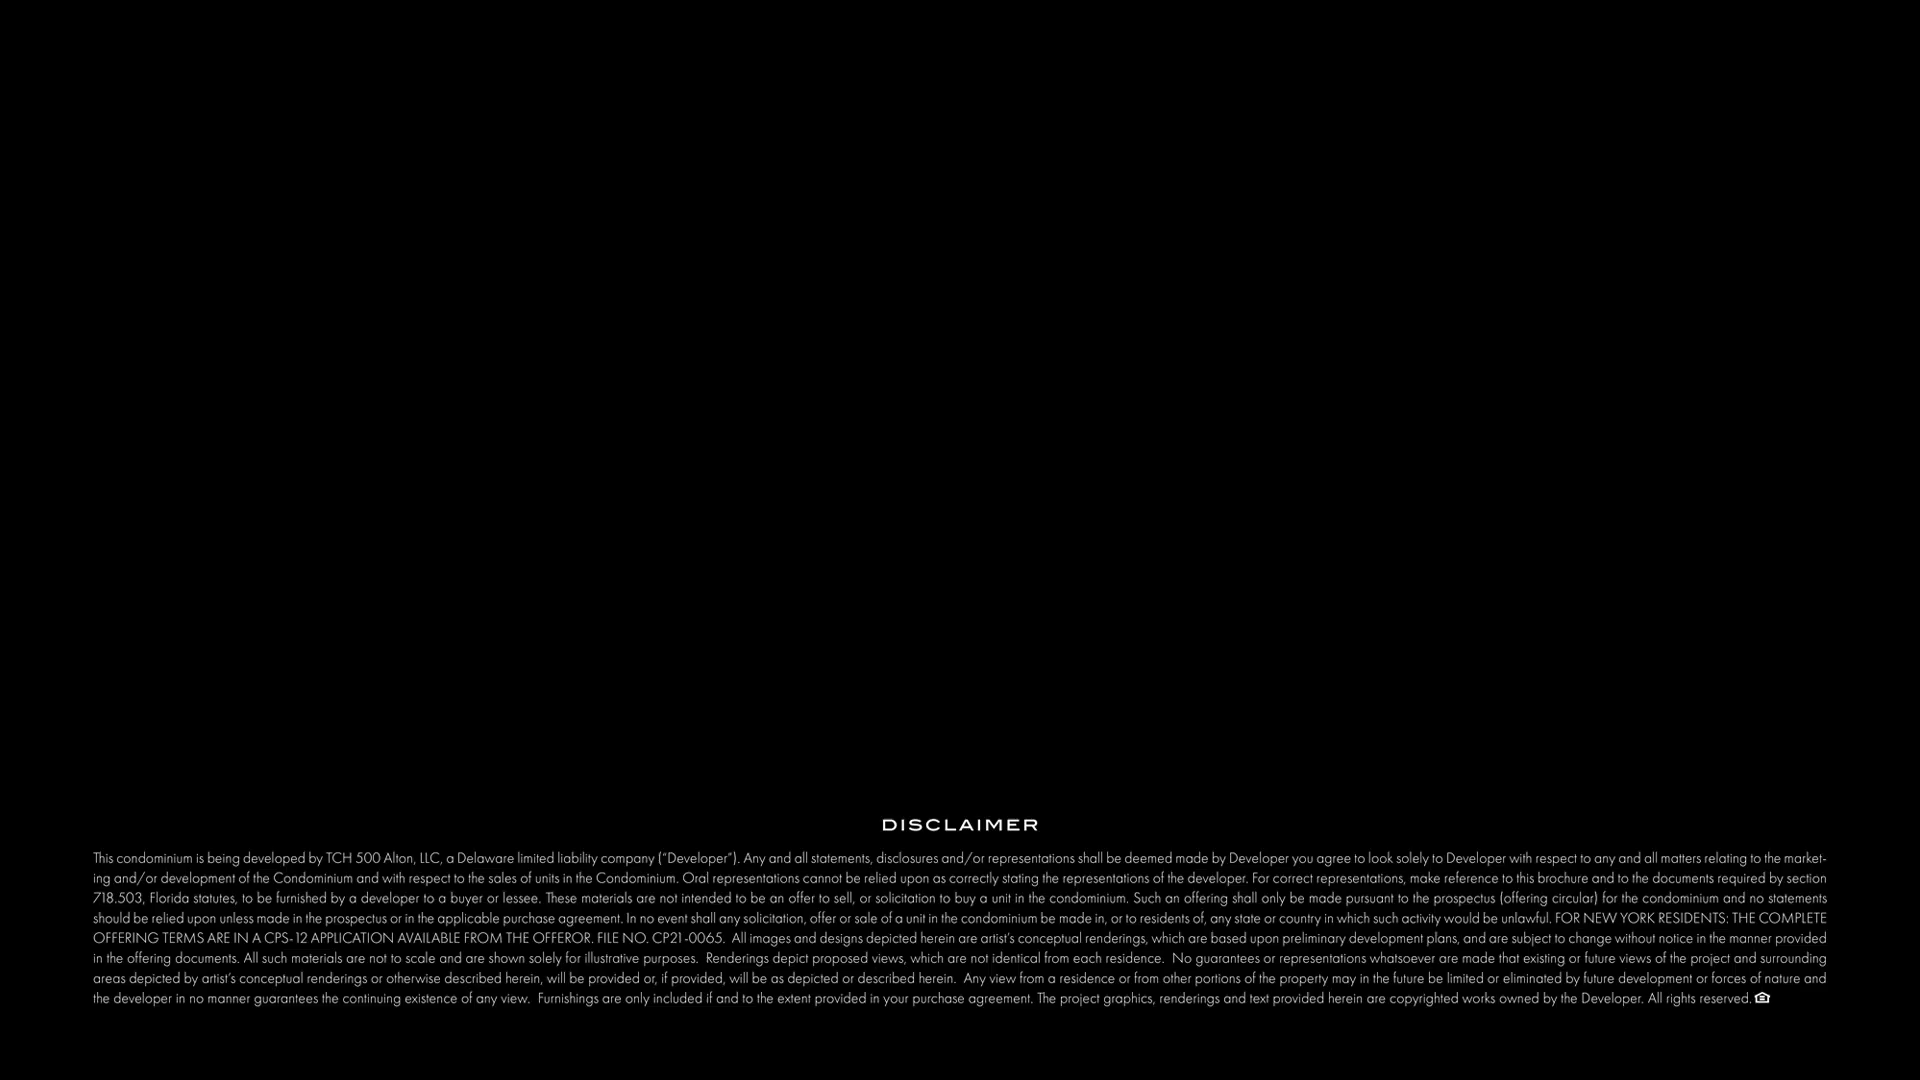 DISCLAIMER
This condominium is being developed by TCH 500 Alton, LLC, a Delaware limited liability company (“Developer”). Any and all statements, disclosures and/or representations shall be deemed made by Developer you agree to look solely to Developer with respect to any and all matters relating to the market-
ing and/or development of the Condominium and with respect to the sales of units in the Condominium. Oral representations cannot be relied upon as correctly stating the representations of the developer. For correct representations, make reference to this brochure and to the documents required by section
718.503, Florida statutes, to be furnished by a developer to a buyer or lessee. These materials are not intended to be an offer to sell, or solicitation to buy a unit in the condominium. Such an offering shall only be made pursuant to the prospectus (offering circular) for the condominium and no statements
should be relied upon unless made in the prospectus or in the applicable purchase agreement. In no event shall any solicitation, offer or sale of a unit in the condominium be made in, or to residents of, any state or country in which such activity would be unlawful. FOR NEW YORK RESIDENTS: THE COMPLETE
OFFERING TERMS ARE IN A CPS-12 APPLICATION AVAILABLE FROM THE OFFEROR. FILE NO. CP21-0065. All images and designs depicted herein are artist’s conceptual renderings, which are based upon preliminary development plans, and are subject to change without notice in the manner provided
in the offering documents. All such materials are not to scale and are shown solely for illustrative purposes. Renderings depict proposed views, which are not identical from each residence. No guarantees or representations whatsoever are made that existing or future views of the project and surrounding
areas depicted by artist’s conceptual renderings or otherwise described herein, will be provided or, if provided, will be as depicted or described herein. Any view from a residence or from other portions of the property may in the future be limited or eliminated by future development or forces of nature and
the developer in no manner guarantees the continuing existence of any view. Furnishings are only included if and to the extent provided in your purchase agreement. The project graphics, renderings and text provided herein are copyrighted works owned by the Developer. All rights reserved.